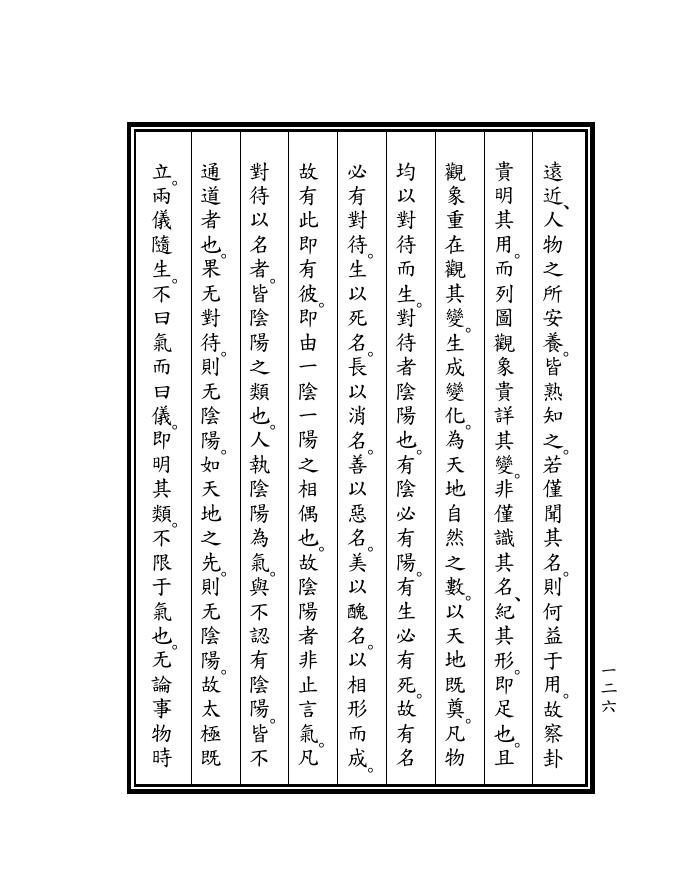 遠近、人物之所安養。皆熟知之。若僅聞其名。則何益于用。故察卦
貴明其用。而列圖觀象貴詳其變。非僅識其名、紀其形。即足也。且
觀象重在觀其變。生成變化。為天地自然之數。以天地既奠。凡物
均以對待而生。對待者陰陽也。有陰必有陽。有生必有死。故有名
必有對待。生以死名。長以消名。善以惡名。美以醜名。以相形而成。
故有此即有彼。即由一陰一陽之相偶也。故陰陽者非止言氣。凡
對待以名者。皆陰陽之類也。人執陰陽為氣。與不認有陰陽。皆不
通道者也。果无對待。則无陰陽。如天地之先。則无陰陽。故太極既
立。兩儀隨生。不曰氣而曰儀。即明其類。不限于氣也。无論事物時
一二六